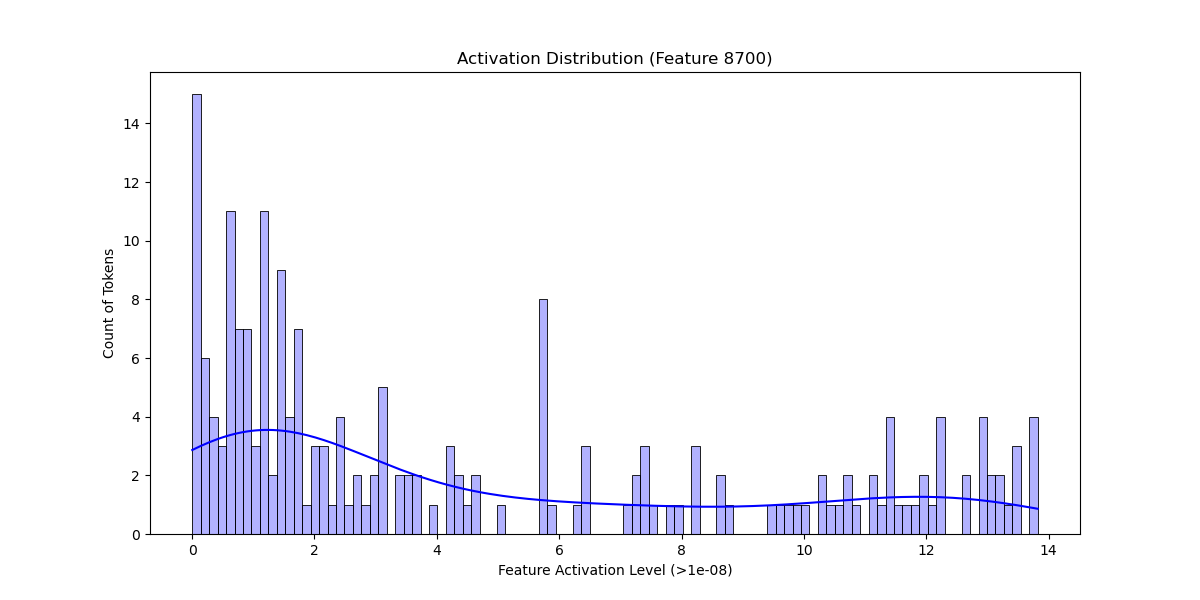 Activation Distribution (Feature 8700)
14
12
10
8
6
4
2
0
Count of Tokens
0 2 4 6 8 10 12 14
Feature Activation Level (>1e-08)